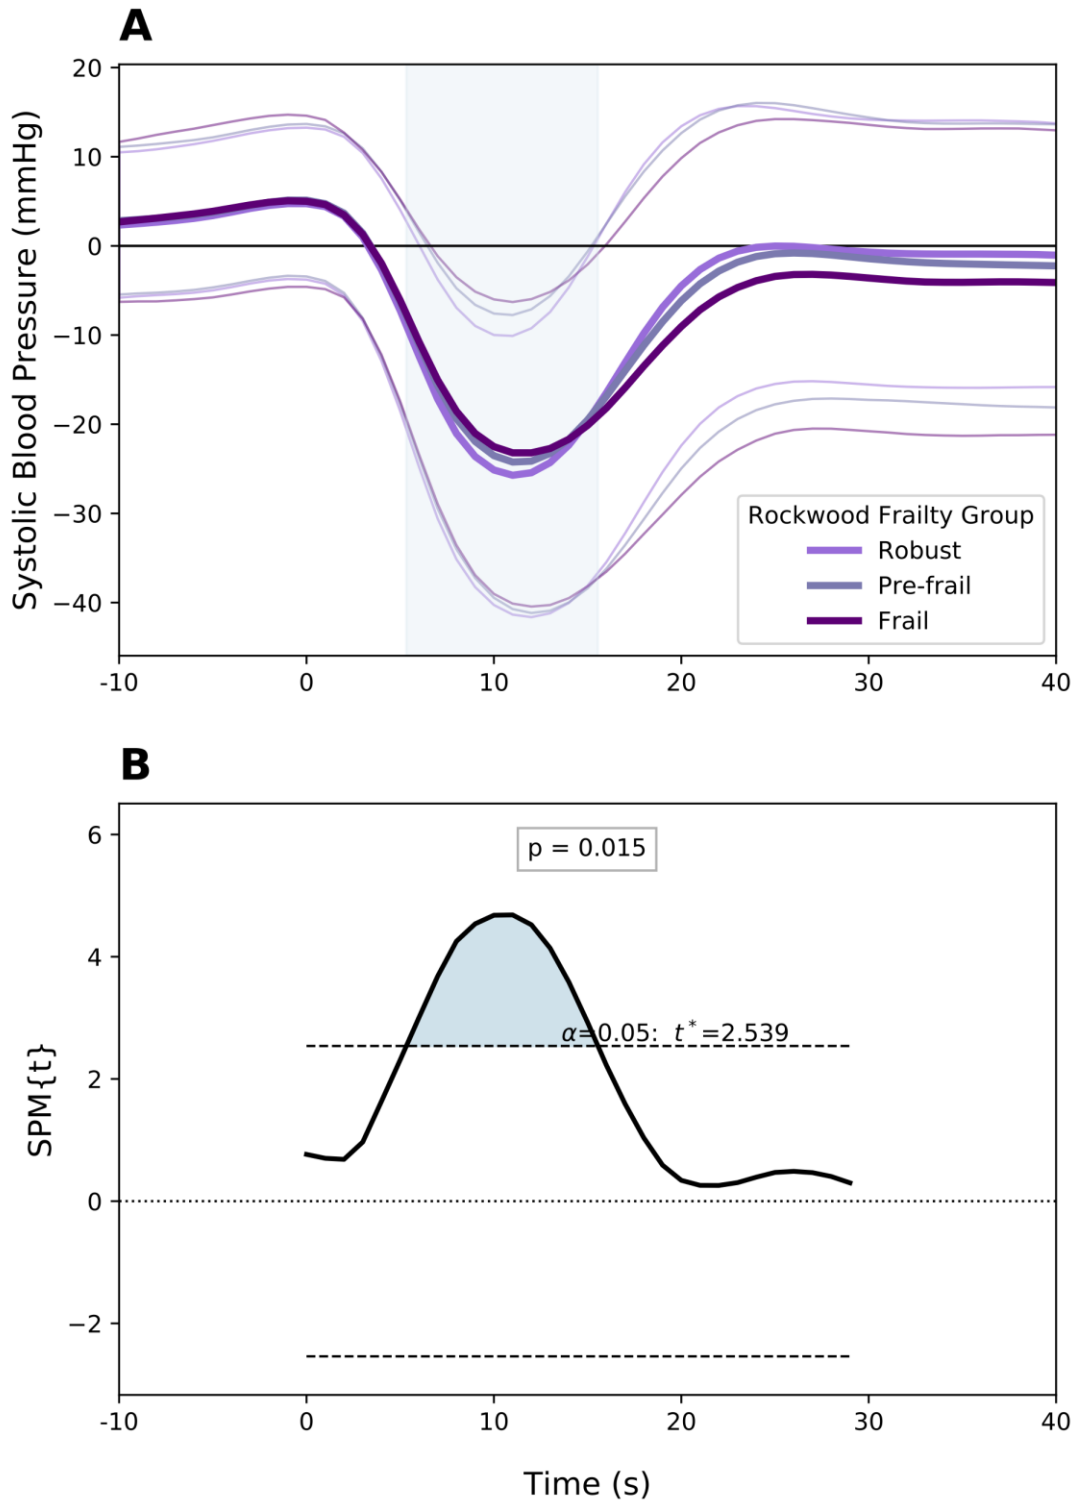 A
Systolic Blood Pressure (mmHg)
20
10
0
−10
−20
−30
−40
Rockwood Frailty Group
Robust
Pre-frail
Frail
-10 0 10 20 30 40
B
SPM{t}
6
4
2
0
−2
p = 0.015
α=0.05: t*=2.539
-10 0 10 20 30 40
Time (s)